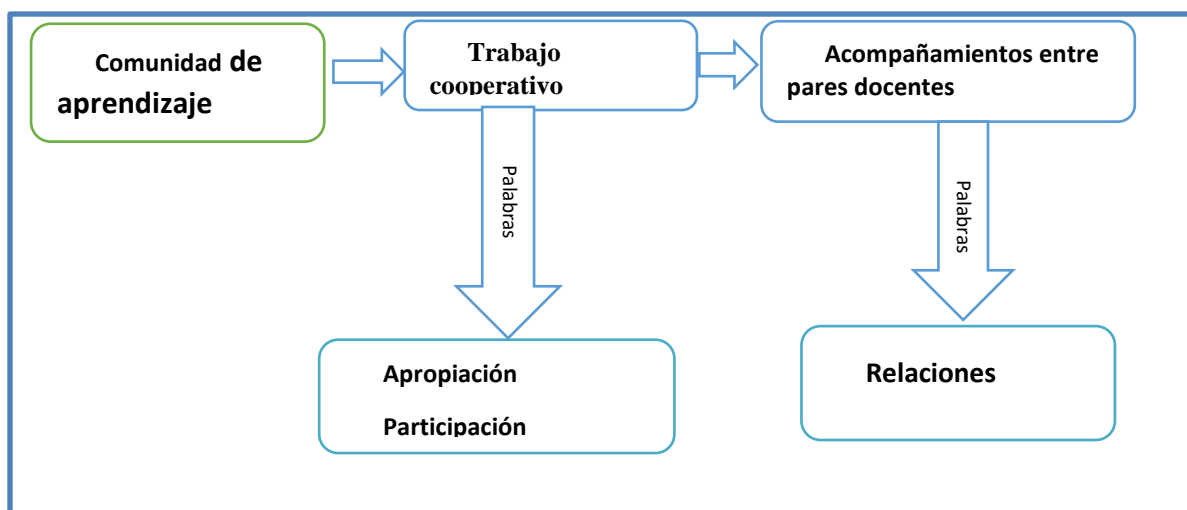 Comunidad de
aprendizaje
Trabajo
cooperativo
Acompañamientos entre
pares docentes
Palabras
Palabras
Apropiación
Participación
Relaciones